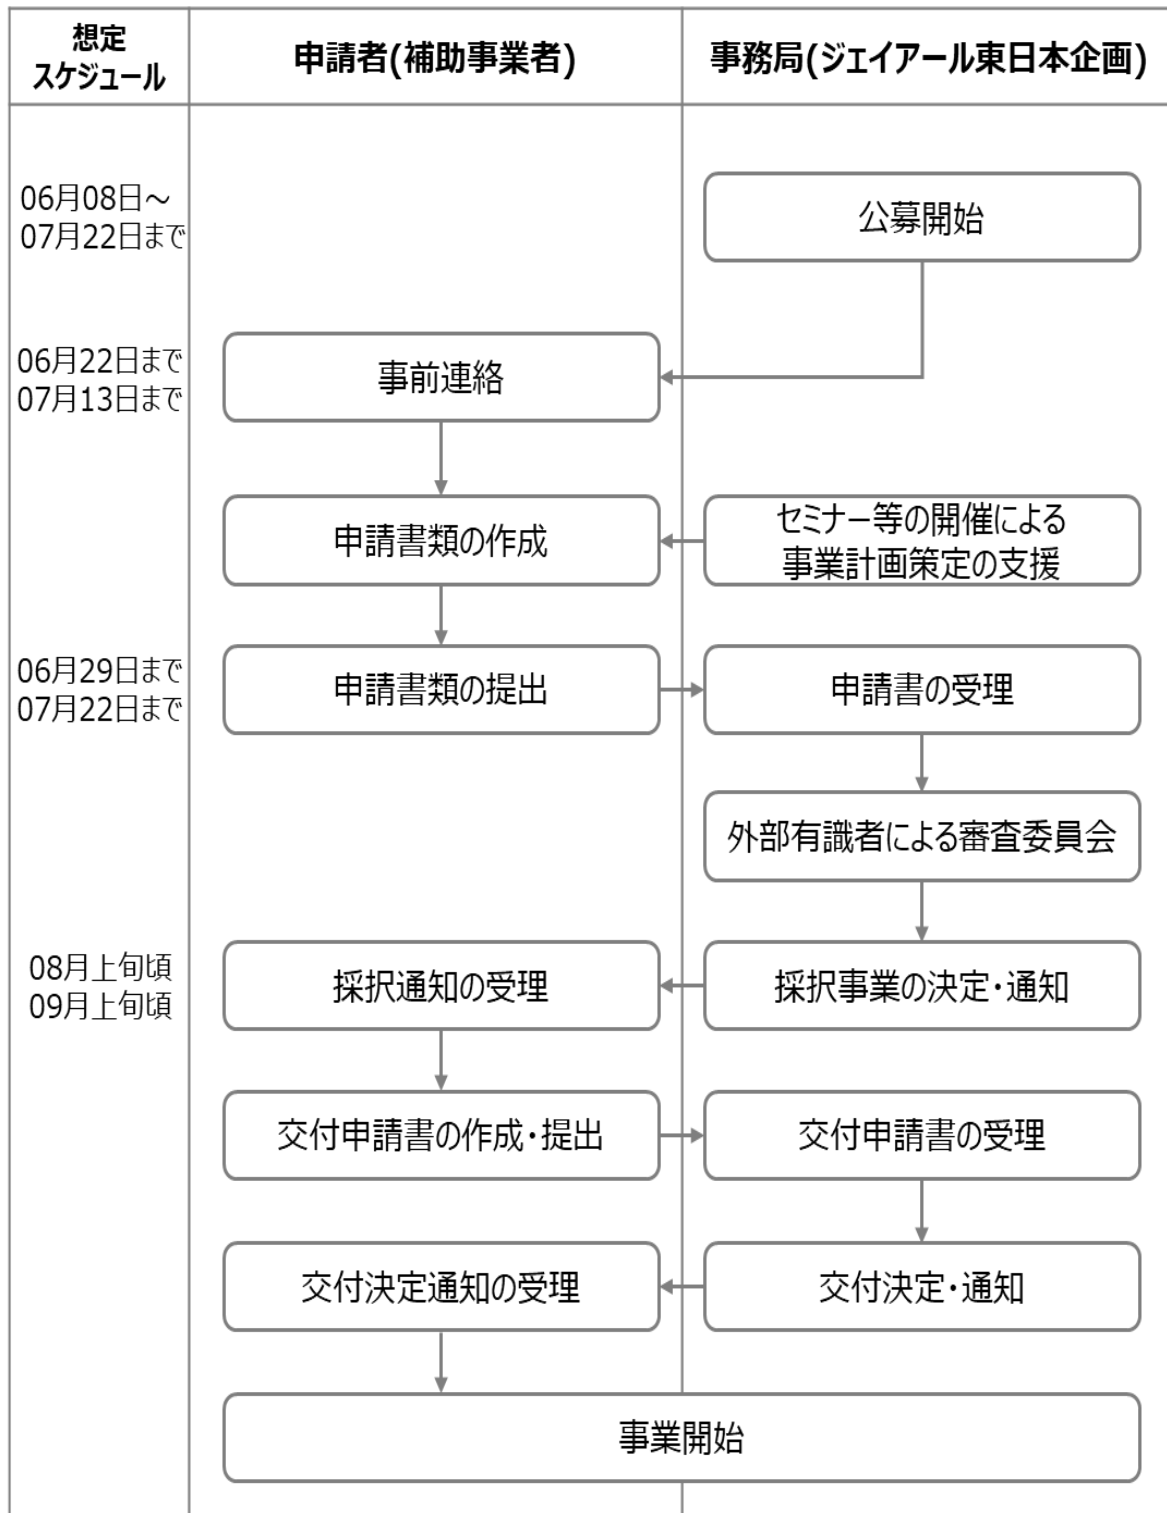 想定
スケジュール
申請者(補助事業者)
事務局(ジェイアール東日本企画)
06月08日～
07月22日まで
公募開始
06月22日まで
07月13日まで
事前連絡
申請書類の作成
セミナー等の開催による
事業計画策定の支援
06月29日まで
07月22日まで
申請書類の提出
申請書の受理
外部有識者による審査委員会
08月上旬頃
09月上旬頃
採択通知の受理
採択事業の決定・通知
交付申請書の作成・提出
交付申請書の受理
交付決定通知の受理
交付決定・通知
事業開始